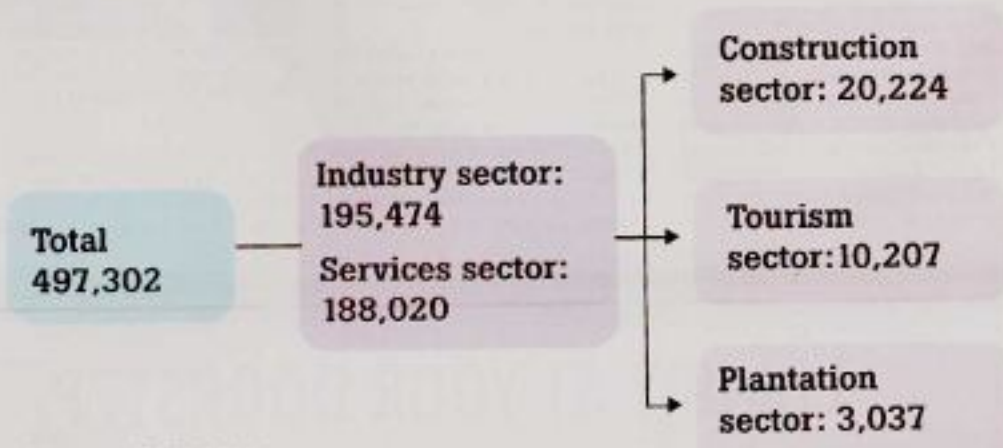 Total
497,302
Industry sector:
195,474
Services sector:
188,020
Construction
sector: 20,224
Tourism
sector:10,207
Plantation
sector: 3,037